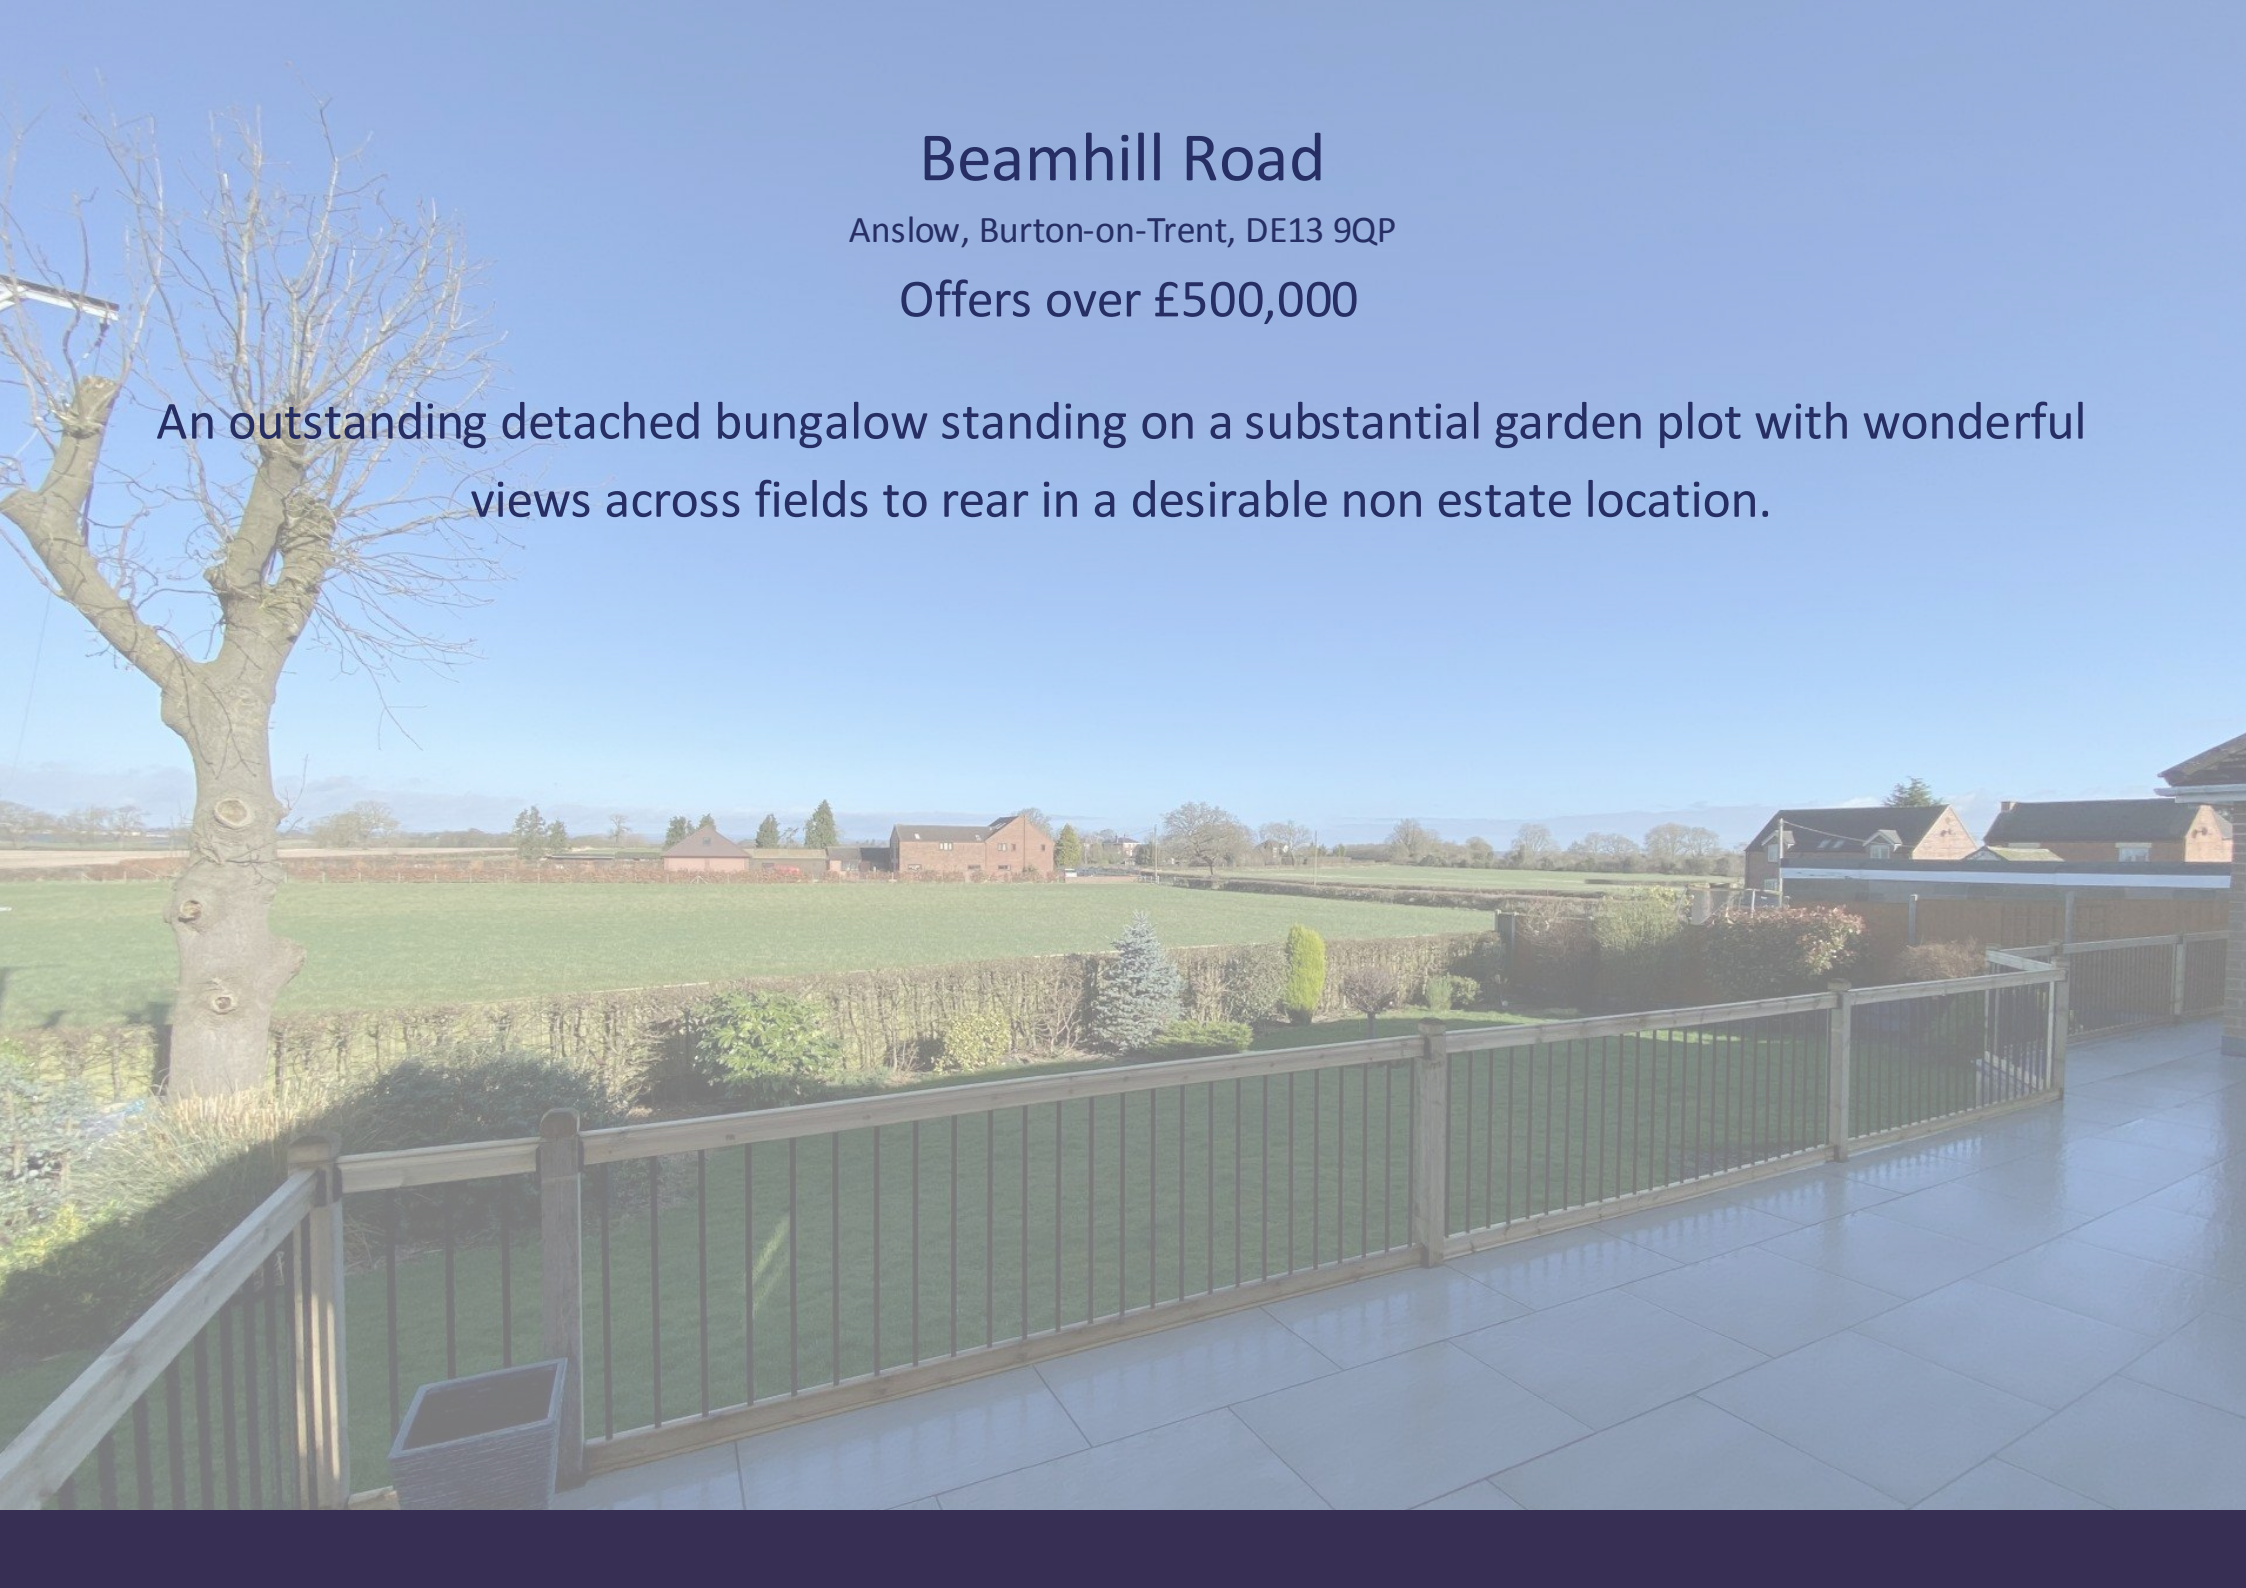 Beamhill Road
Anslow, Burton-on-Trent, DE13 9QP
Offers over £500,000
An outstanding detached bungalow standing on a substantial garden plot with wonderful
views across fields to rear in a desirable non estate location.